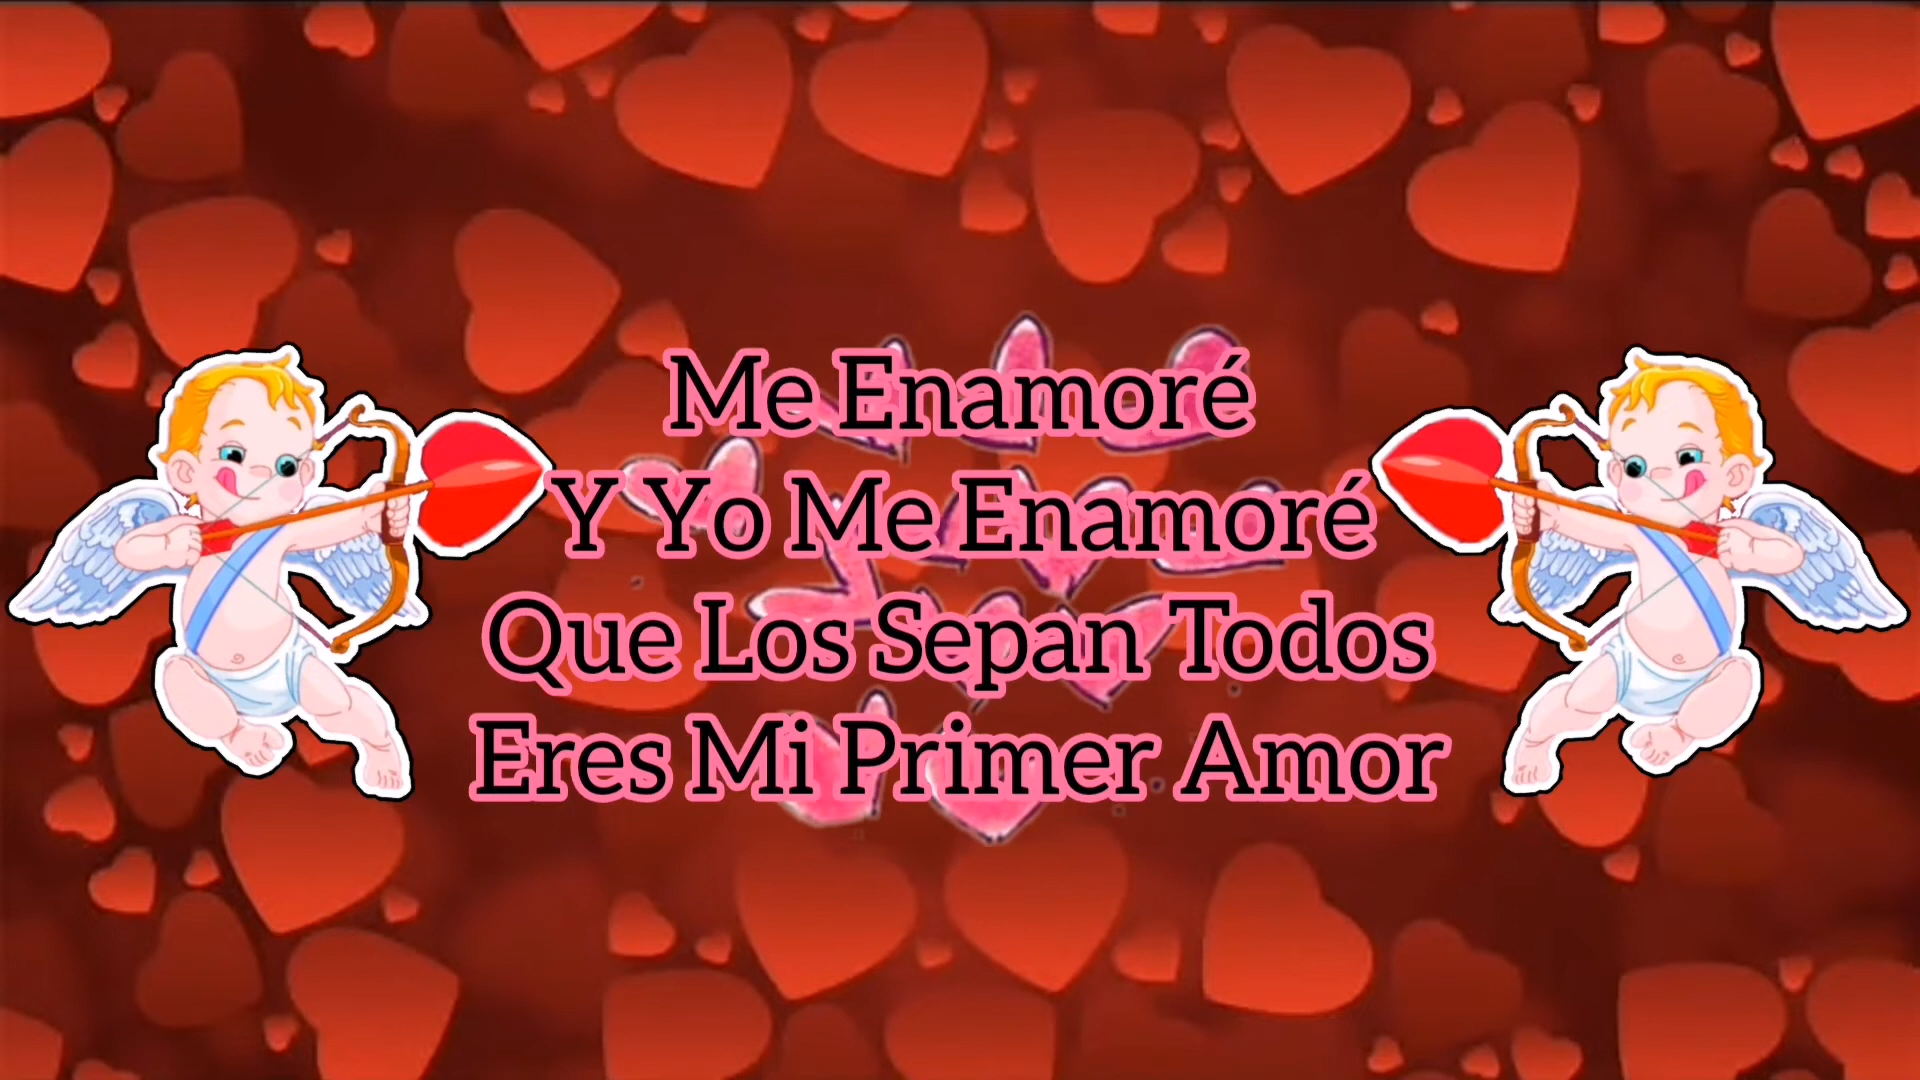 Me Enamoré
Y Yo Me Enamoré
Que Los Sepan Todos
Eres Mi Primer Amor